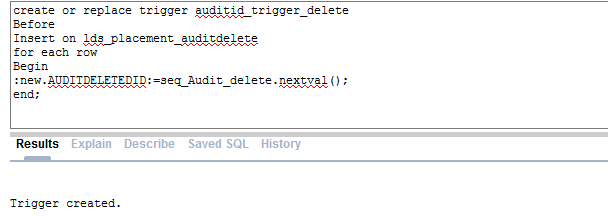 create or replace trigger auditid_trigger_delete
Before
Insert on lds_placement_auditdelete
for each row
Begin
:new.AUDITDELETEDID:=seq_Audit_delete.nextval();
end;
Results Explain Describe Saved SQL History
Trigger created.